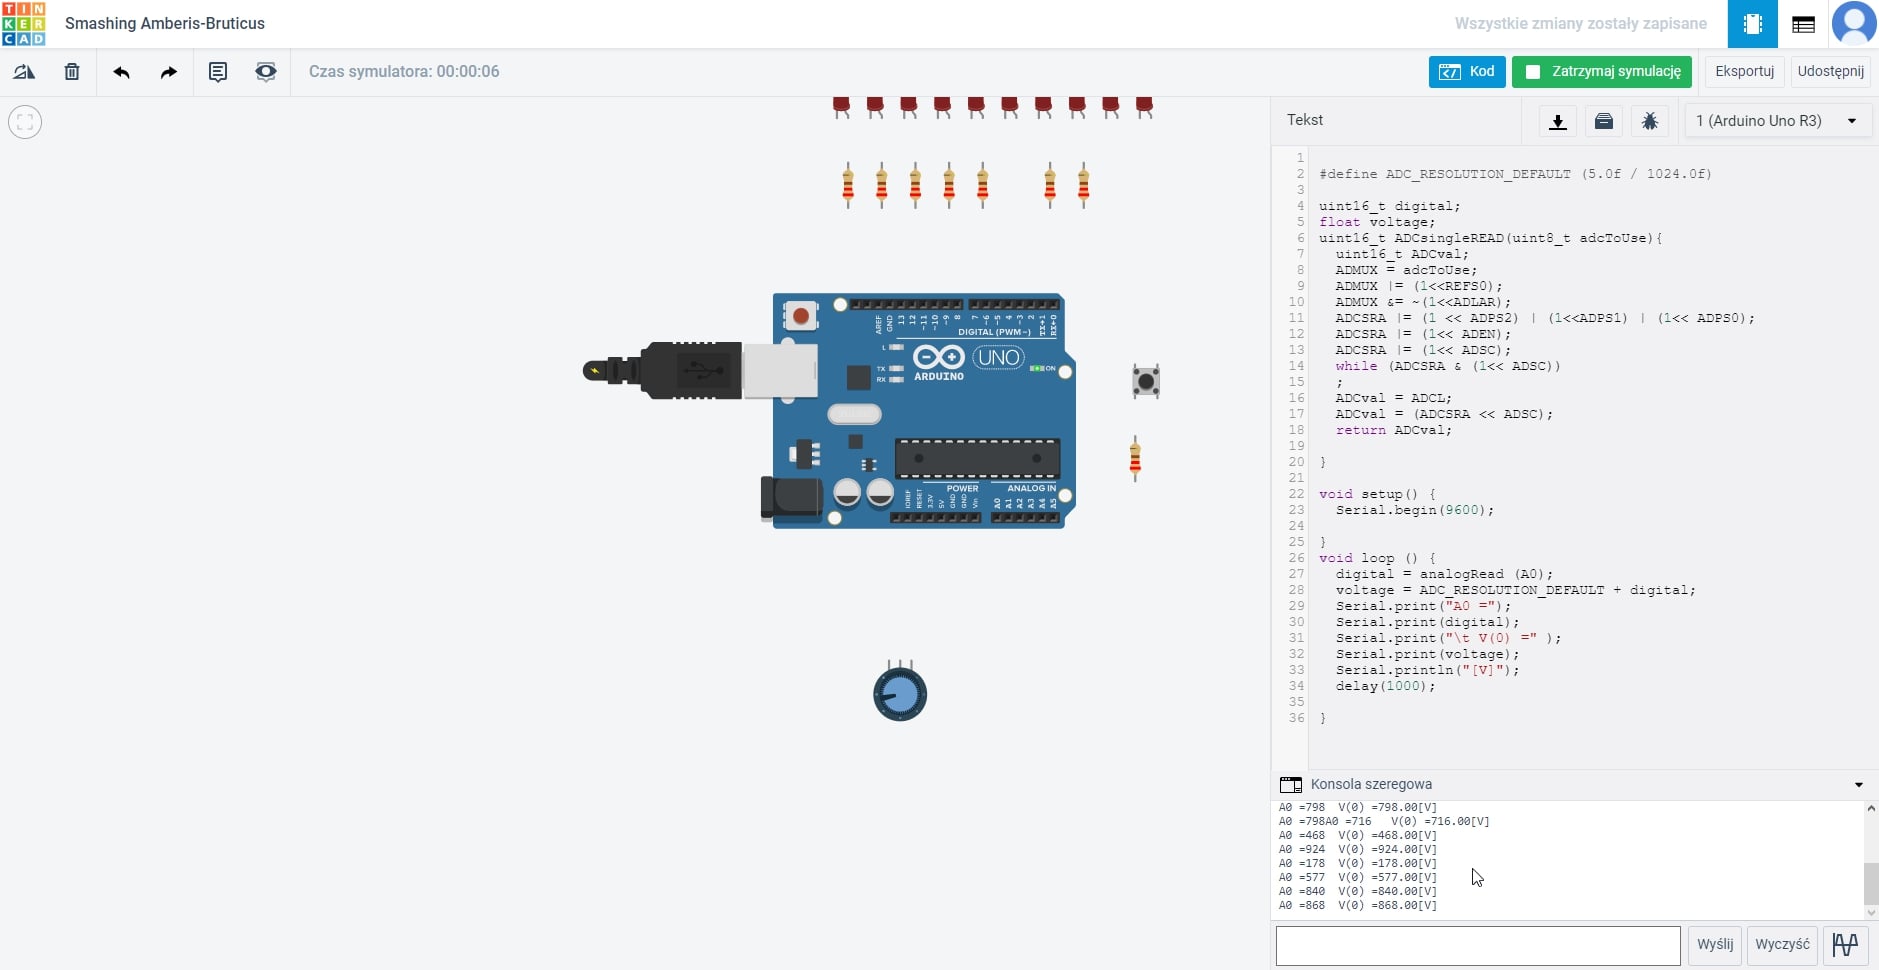 TINKERCAD
Smashing Amberis-Bruticus
Wszystkie zmiany zostały zapisane
Czas symulatora: 00:00:06
Kod
Zatrzymaj symulację
Eksportuj
Udostępnij
Tekst
1 (Arduino Uno R3)
1
2 #define ADC_RESOLUTION_DEFAULT (5.0f / 1024.0f)
3
4 uint16_t digital;
5 float voltage;
6 uint16_t ADCsingleREAD(uint8_t adcToUse){
7 uint16_t ADCval;
8 ADMUX = adcToUse;
9 ADMUX |= (1<<REFS0);
10 ADMUX &= ~(1<<ADLAR);
11 ADCSRA |= (1 << ADPS2) | (1<<ADPS1) | (1<< ADPS0);
12 ADCSRA |= (1<< ADEN);
13 ADCSRA |= (1<< ADSC);
14 while (ADCSRA & (1<< ADSC))
15 ;
16 ADCval = ADCL;
17 ADCval = (ADCSRA << ADSC);
18 return ADCval;
19
20 }
21
22 void setup() {
23 Serial.begin(9600);
24
25 }
26 void loop () {
27 digital = analogRead (A0);
28 voltage = ADC_RESOLUTION_DEFAULT + digital;
29 Serial.print("A0 =");
30 Serial.print(digital);
31 Serial.print("\t V(0) =" );
32 Serial.print(voltage);
33 Serial.println("[V]");
34 delay(1000);
35
36 }
AREF GND 13 12 ~11 ~10 ~9 8 7 ~6 ~5 4 ~3 2 TX→1 RX←0
DIGITAL (PWM~)
L
TX
RX
ARDUINO
UNO
ON
POWER
ANALOG IN
IOREF RESET 3.3V 5V GND GND Vin A0 A1 A2 A3 A4 A5
Konsola szeregowa
A0 =798 V(0) =798.00[V]
A0 =798A0 =716 V(0) =716.00[V]
A0 =468 V(0) =468.00[V]
A0 =924 V(0) =924.00[V]
A0 =178 V(0) =178.00[V]
A0 =577 V(0) =577.00[V]
A0 =840 V(0) =840.00[V]
A0 =868 V(0) =868.00[V]
Wyślij
Wyczyść